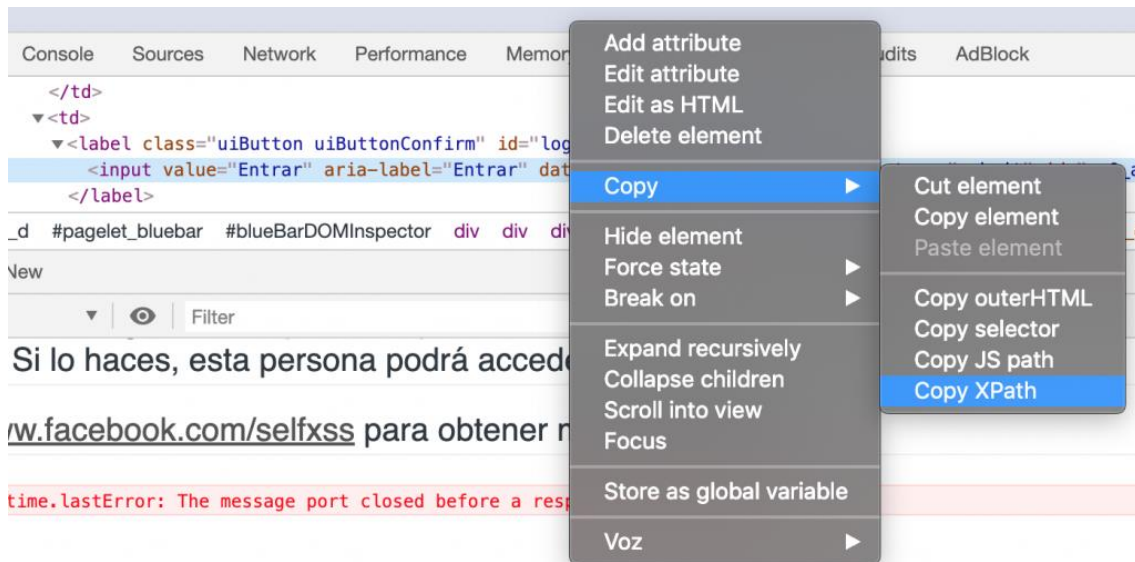 Console Sources Network Performance Memory udits AdBlock
</td>
▼<td>
▼<label class="uiButton uiButtonConfirm" id="log
<input value="Entrar" aria-label="Entrar" dat
</label>
_d #pagelet_bluebar #blueBarDOMInspector div div di
New
▼ Filter
Si lo haces, esta persona podrá accede
w.facebook.com/selfxss para obtener
time.lastError: The message port closed before a resp
Add attribute
Edit attribute
Edit as HTML
Delete element
Copy ▶
Hide element
Force state ▶
Break on ▶
Expand recursively
Collapse children
Scroll into view
Focus
Store as global variable
Voz ▶
Cut element
Copy element
Paste element
Copy outerHTML
Copy selector
Copy JS path
Copy XPath